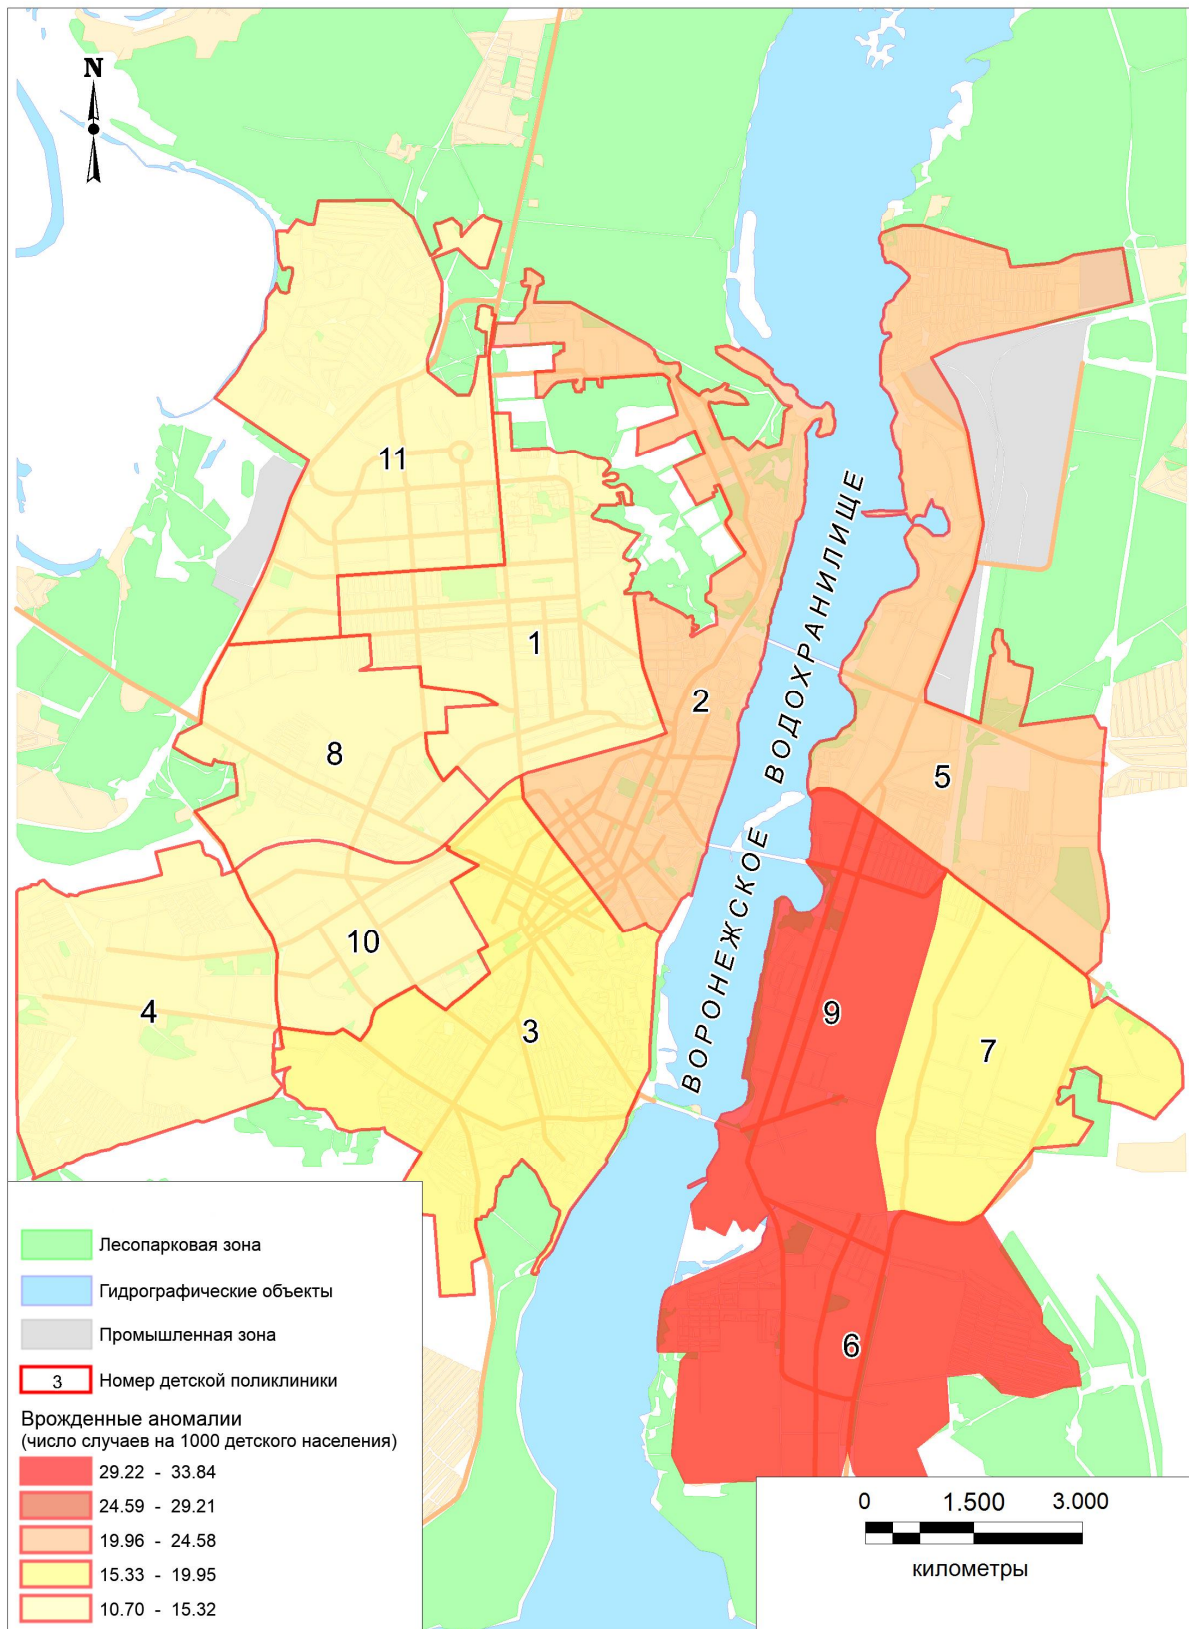 N
11
1
2
8
5
10
4
3
9
7
6
ВОРОНЕЖСКОЕ ВОДОХРАНИЛИЩЕ
Лесопарковая зона
Гидрографические объекты
Промышленная зона
3 Номер детской поликлиники
Врожденные аномалии
(число случаев на 1000 детского населения)
29.22 - 33.84
24.59 - 29.21
19.96 - 24.58
15.33 - 19.95
10.70 - 15.32
0 1.500 3.000
километры